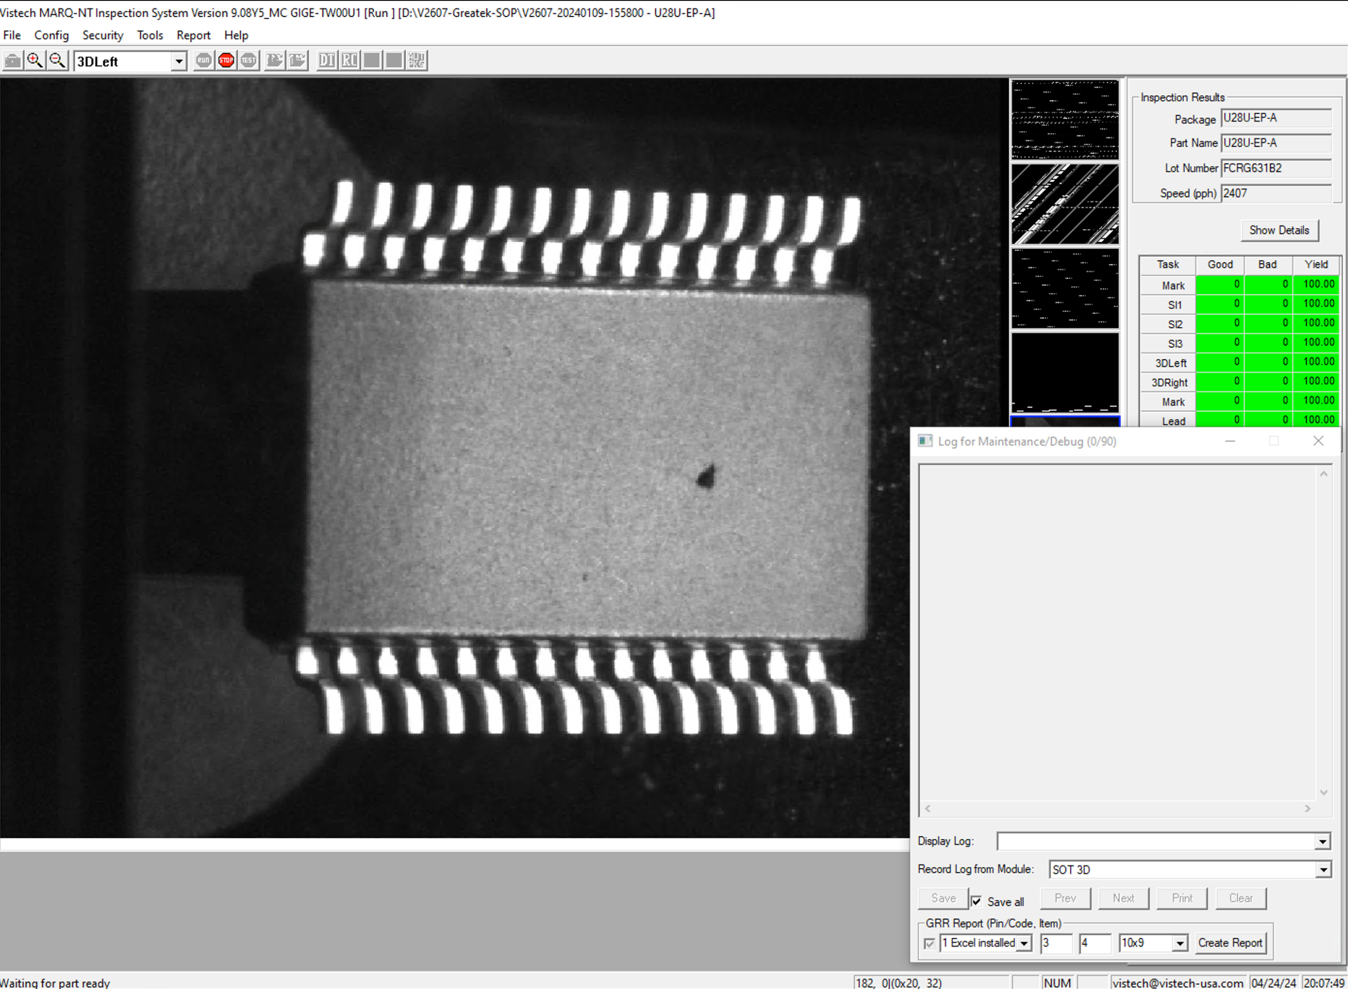 Vistech MARQ-NT Inspection System Version 9.08Y5_MC GIGE-TW00U1 [Run ] [D:\V2607-Greatek-SOP\V2607-20240109-155800 - U28U-EP-A]
File Config Security Tools Report Help
3DLeft RUN STOP TEST DI RC
Inspection Results
Package U28U-EP-A
Part Name U28U-EP-A
Lot Number FCRG631B2
Speed (pph) 2407
Show Details
Task Good Bad Yield
Mark 0 0 100.00
SI1 0 0 100.00
SI2 0 0 100.00
SI3 0 0 100.00
3DLeft 0 0 100.00
3DRight 0 0 100.00
Mark 0 0 100.00
Lead 0 0 100.00
Log for Maintenance/Debug (0/90)
Display Log:
Record Log from Module: SOT 3D
Save Save all Prev Next Print Clear
GRR Report (Pin/Code, Item)
1 Excel installed 3 4 10x9 Create Report
Waiting for part ready 182, 0|(0x20, 32) NUM vistech@vistech-usa.com 04/24/24 20:07:49